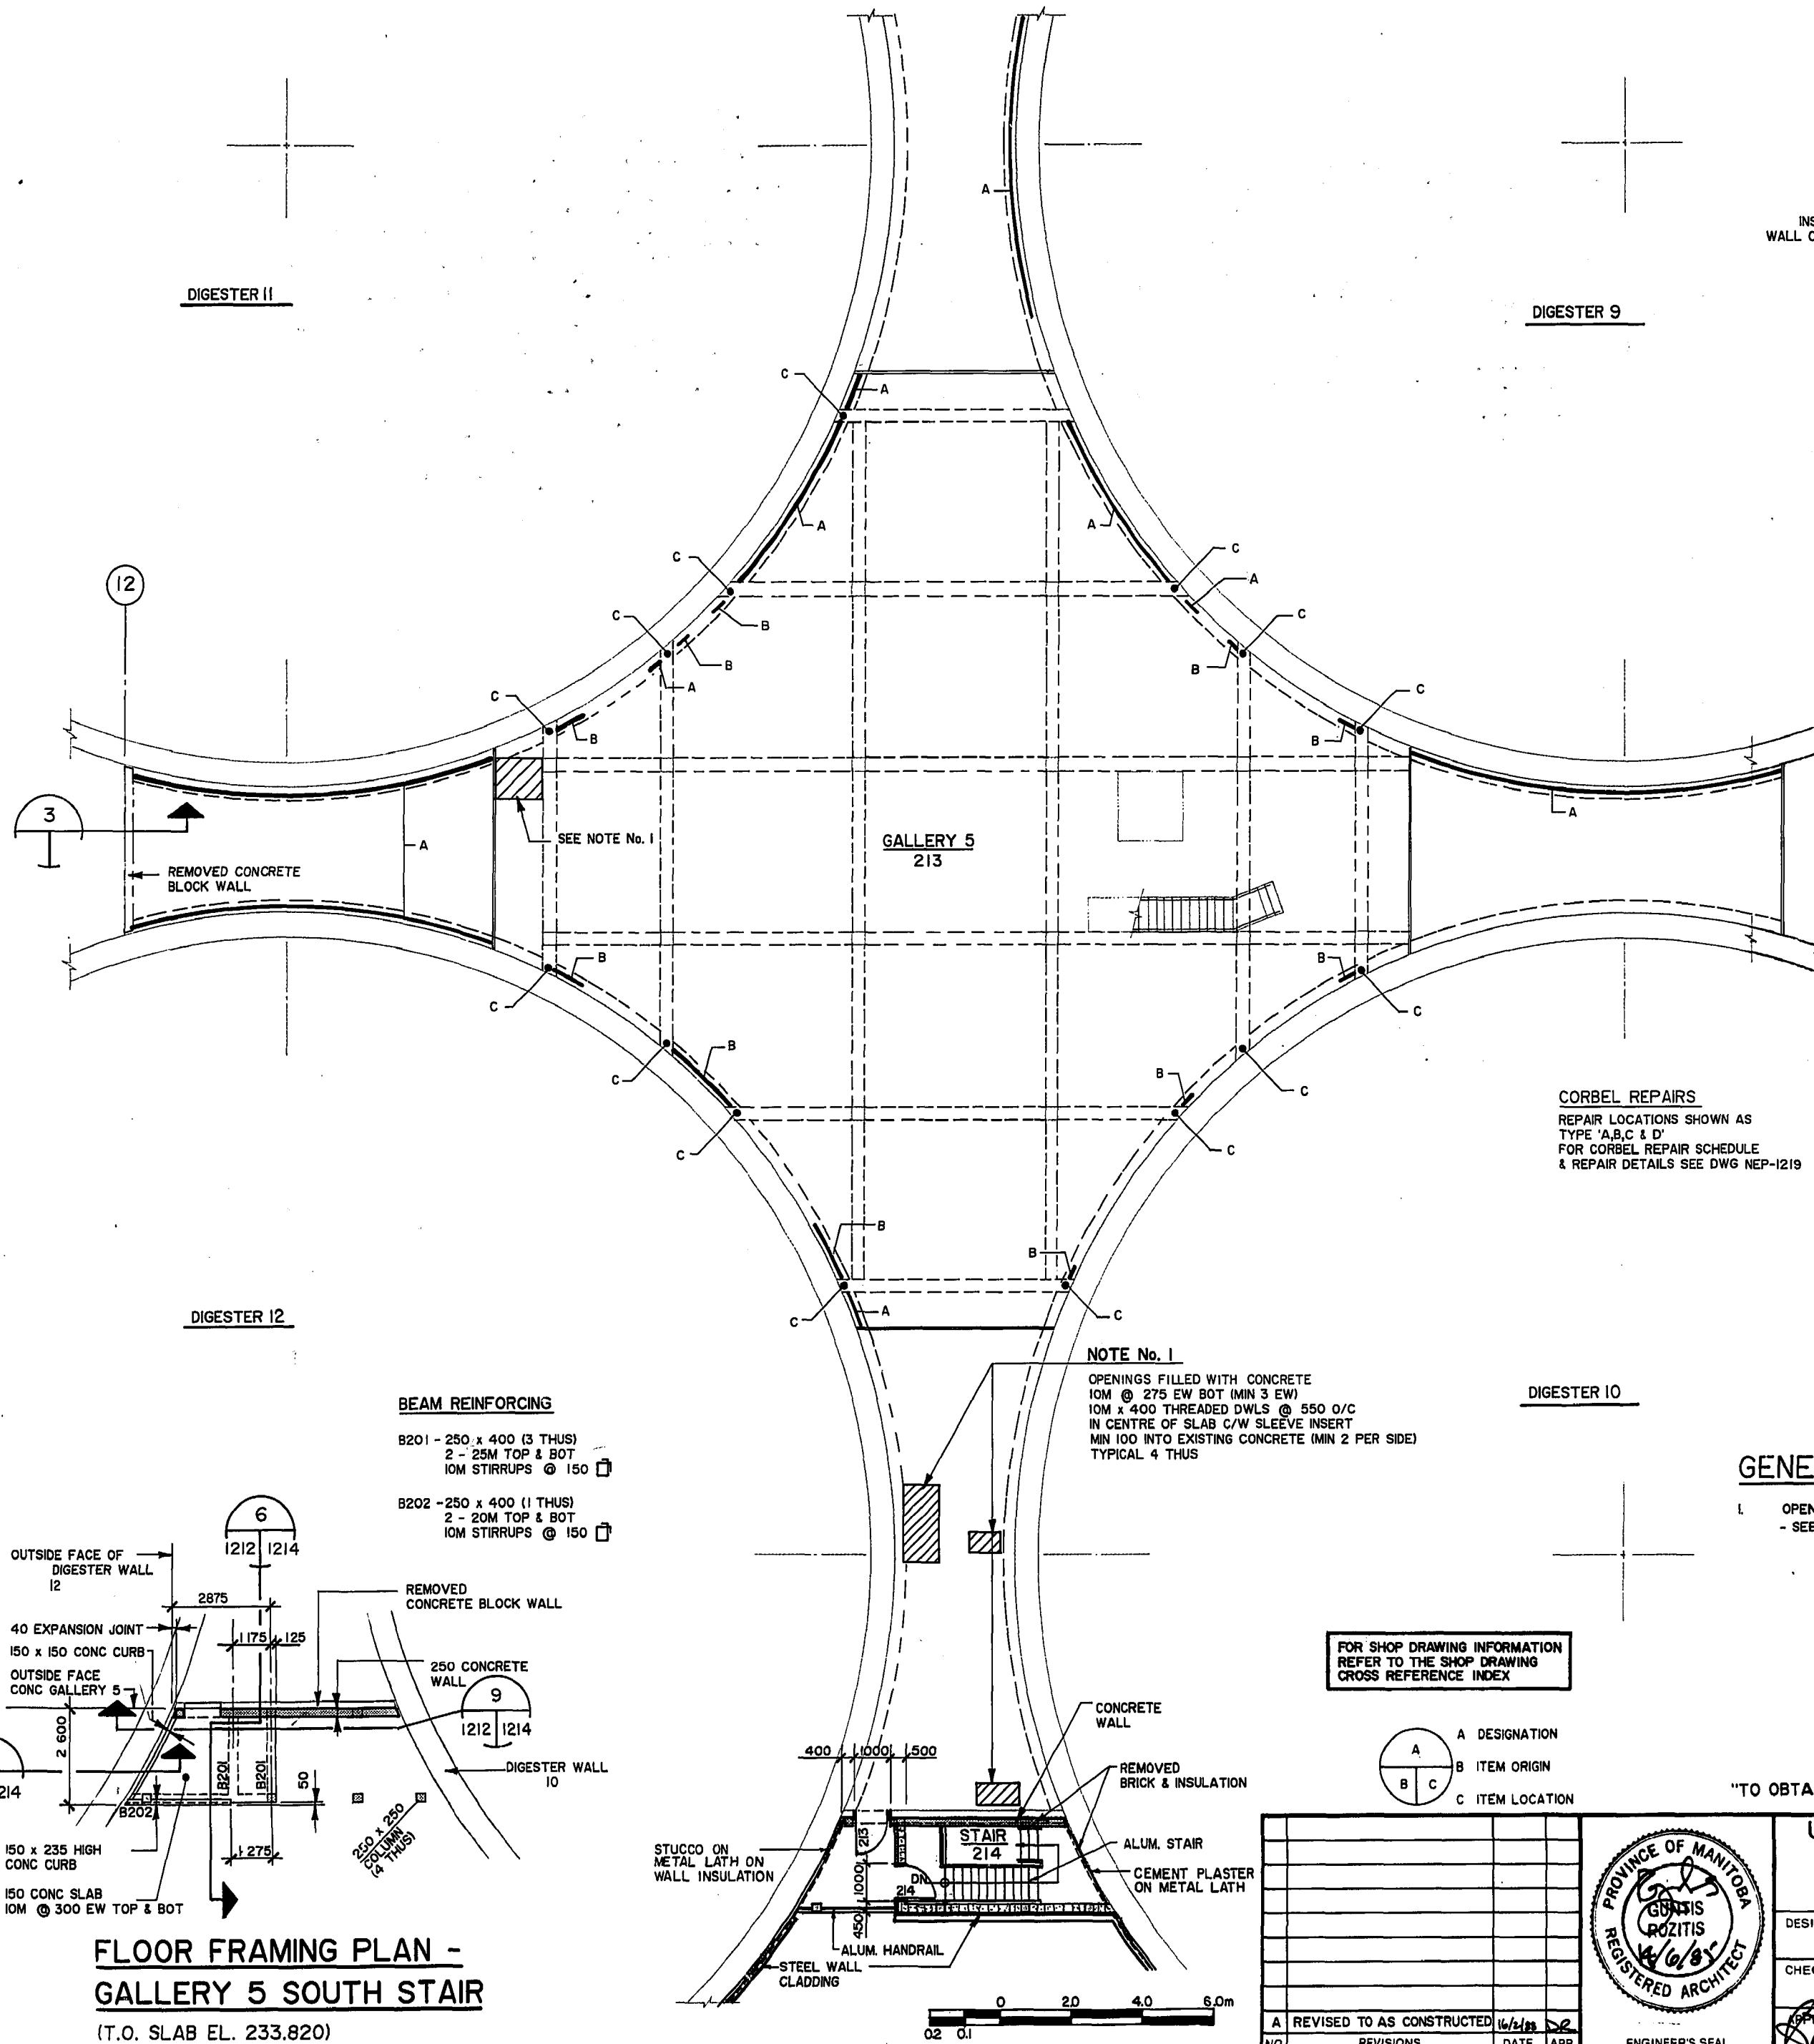 INS
WALL C
DIGESTER 11
DIGESTER 9
A
C
A
C
A
A
C
C
A
12
C
B
C
B
B
A
C
B
C
B
3
A
SEE NOTE No. 1
GALLERY 5
213
A
REMOVED CONCRETE
BLOCK WALL
B
C
B
C
B
C
B
C
C
C
CORBEL REPAIRS
REPAIR LOCATIONS SHOWN AS
TYPE 'A,B,C & D'
FOR CORBEL REPAIR SCHEDULE
& REPAIR DETAILS SEE DWG NEP-1219
B
B
C
A
C
DIGESTER 12
NOTE No. 1
OPENINGS FILLED WITH CONCRETE
10M @ 275 EW BOT (MIN 3 EW)
10M x 400 THREADED DWLS @ 550 O/C
IN CENTRE OF SLAB C/W SLEEVE INSERT
MIN 100 INTO EXISTING CONCRETE (MIN 2 PER SIDE)
TYPICAL 4 THUS
DIGESTER 10
BEAM REINFORCING
B201 - 250 x 400 (3 THUS)
2 - 25M TOP & BOT
10M STIRRUPS @ 150
B202 - 250 x 400 (1 THUS)
2 - 20M TOP & BOT
10M STIRRUPS @ 150
GENE
1. OPEN
- SEE
6
1212 1214
OUTSIDE FACE OF
DIGESTER WALL
12
2875
REMOVED
CONCRETE BLOCK WALL
40 EXPANSION JOINT
1175 125
150 x 150 CONC CURB
OUTSIDE FACE
CONC GALLERY 5
250 CONCRETE
WALL
9
1212 1214
2 600
214
B201
B201
50
DIGESTER WALL
10
B202
150 x 235 HIGH
CONC CURB
1275
250 x 250
COLUMN
(4 THUS)
150 CONC SLAB
10M @ 300 EW TOP & BOT
FLOOR FRAMING PLAN -
GALLERY 5 SOUTH STAIR
(T.O. SLAB EL. 233.820)
FOR SHOP DRAWING INFORMATION
REFER TO THE SHOP DRAWING
CROSS REFERENCE INDEX
CONCRETE
WALL
400 1000 500
REMOVED
BRICK & INSULATION
STUCCO ON
METAL LATH ON
WALL INSULATION
213
STAIR
214
ALUM. STAIR
1000
DN
214
CEMENT PLASTER
ON METAL LATH
450
ALUM. HANDRAIL
STEEL WALL
CLADDING
0 2.0 4.0 6.0m
0.2 0.1
A
B C
A DESIGNATION
B ITEM ORIGIN
C ITEM LOCATION
"TO OBTA
PROVINCE OF MANITOBA
GUNTIS
ROZITIS
REGISTERED ARCHITECT
DESI
CHEC
A REVISED TO AS CONSTRUCTED 16/2/88
NO. REVISIONS DATE APP.
ENGINEER'S SEAL